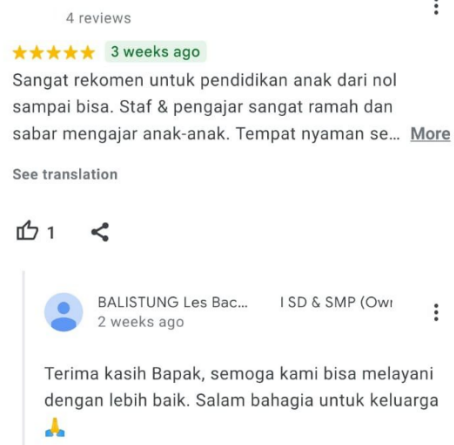 4 reviews
3 weeks ago
Sangat rekomen untuk pendidikan anak dari nol
sampai bisa. Staf & pengajar sangat ramah dan
sabar mengajar anak-anak. Tempat nyaman se... More
See translation
1
BALISTUNG Les Bac... I SD & SMP (Owr
2 weeks ago
Terima kasih Bapak, semoga kami bisa melayani
dengan lebih baik. Salam bahagia untuk keluarga
🙏